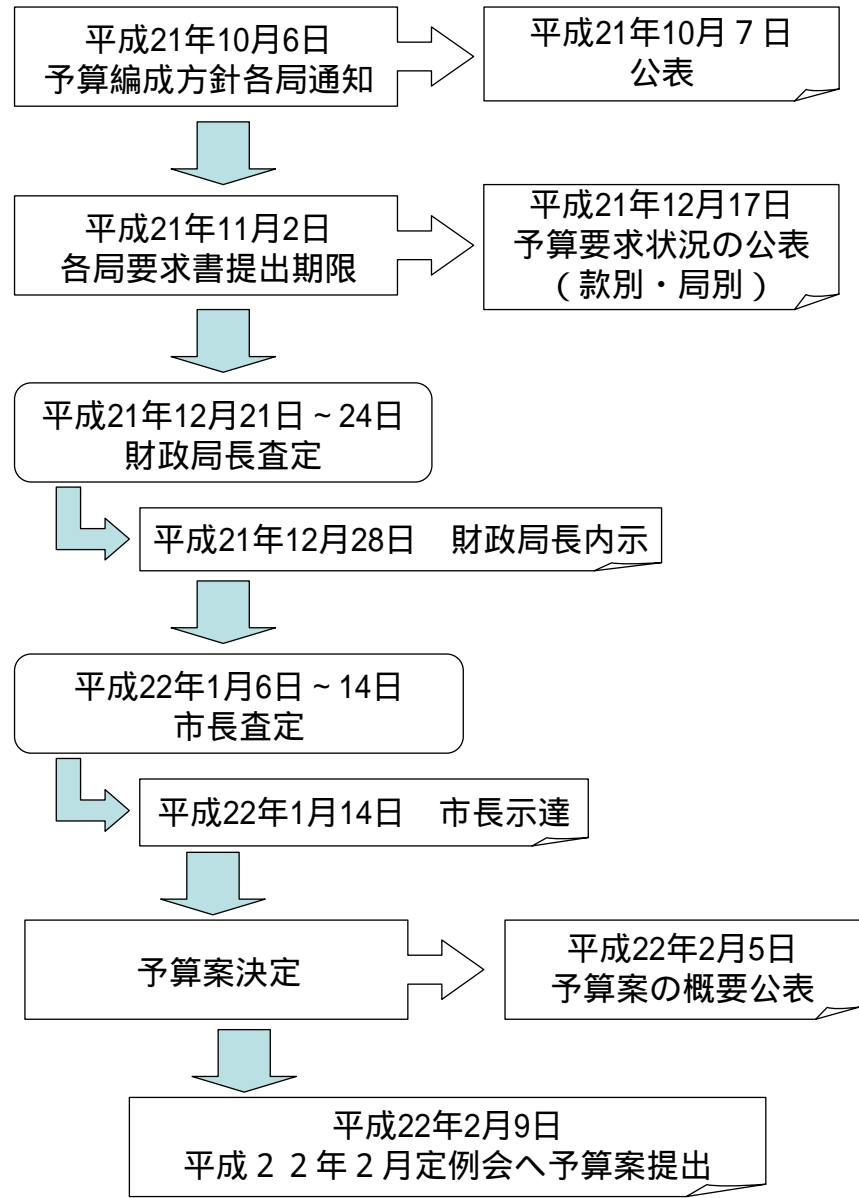 平成21年10月6日
予算編成方針各局通知
平成21年10月７日
公表
平成21年11月2日
各局要求書提出期限
平成21年12月17日
予算要求状況の公表
（款別・局別）
平成21年12月21日～24日
財政局長査定
平成21年12月28日　財政局長内示
平成22年1月6日～14日
市長査定
平成22年1月14日　市長示達
予算案決定
平成22年2月5日
予算案の概要公表
平成22年2月9日
平成２２年２月定例会へ予算案提出